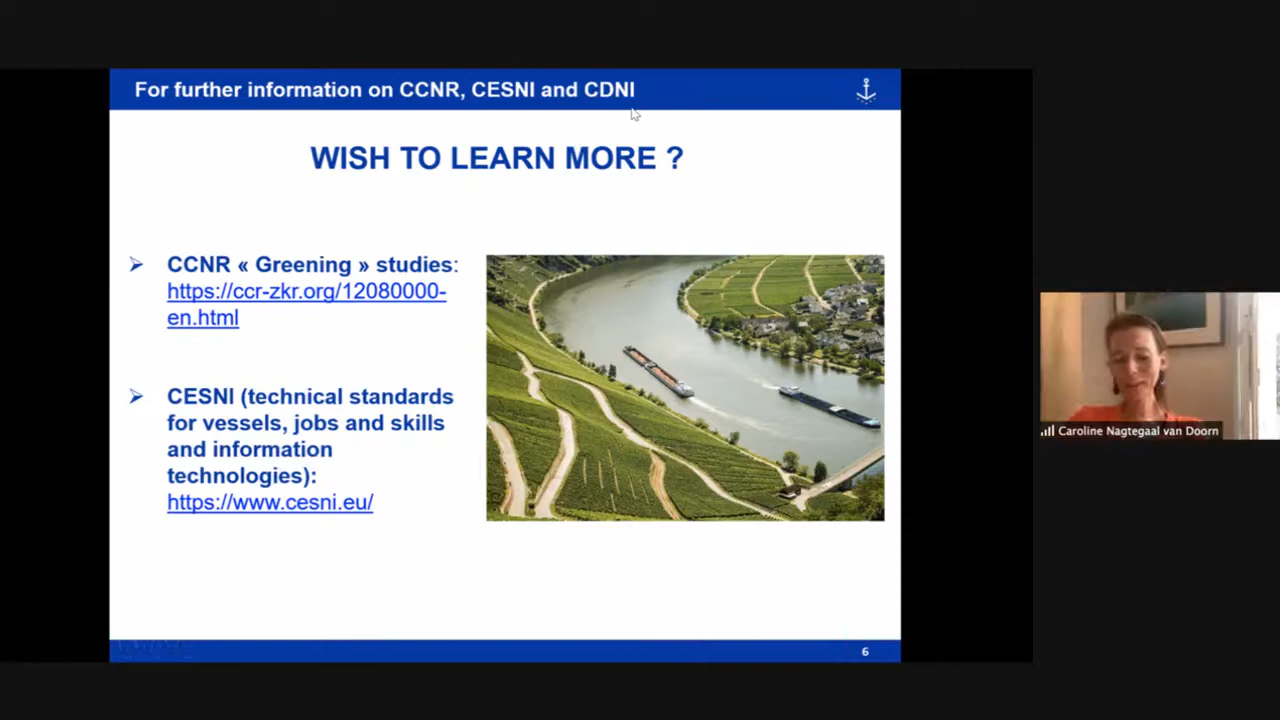 For further information on CCNR, CESNI and CDNI
WISH TO LEARN MORE ?
➢ CCNR « Greening » studies:
https://ccr-zkr.org/12080000-
en.html
➢ CESNI (technical standards
for vessels, jobs and skills
and information
technologies):
https://www.cesni.eu/
6
Caroline Nagtegaal van Doorn